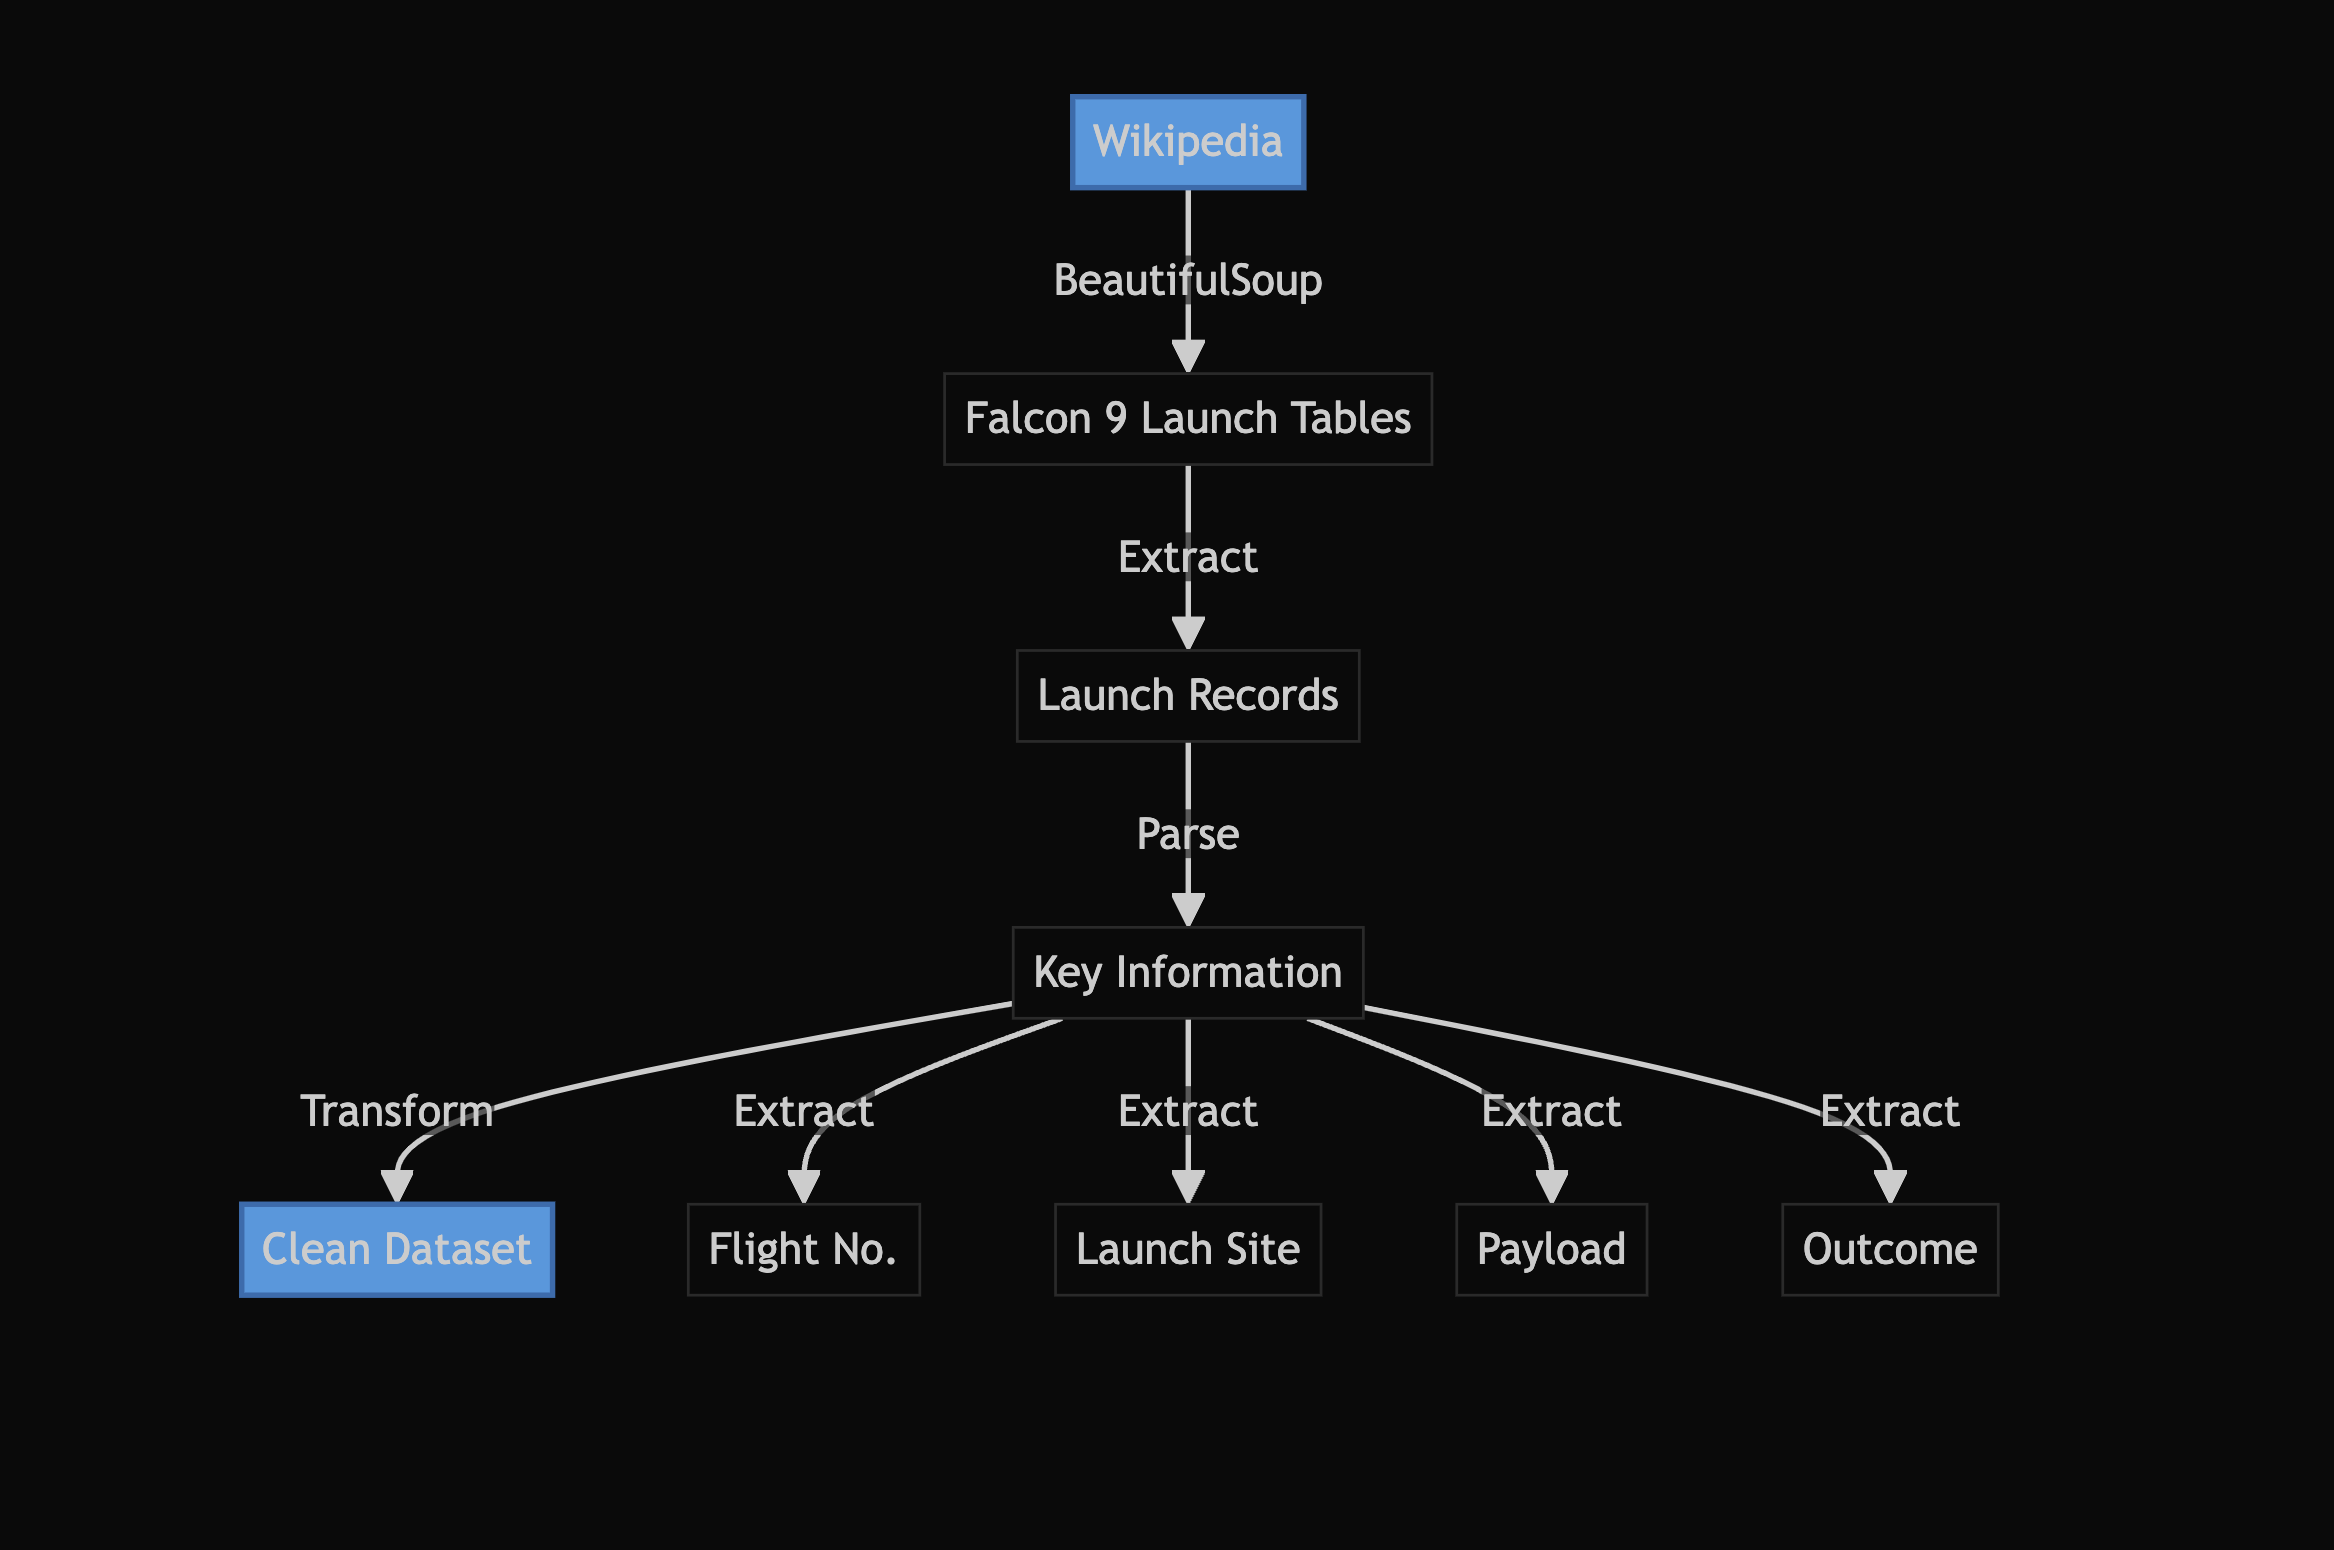 Wikipedia
BeautifulSoup
Falcon 9 Launch Tables
Extract
Launch Records
Parse
Key Information
Transform
Extract
Extract
Extract
Extract
Clean Dataset
Flight No.
Launch Site
Payload
Outcome